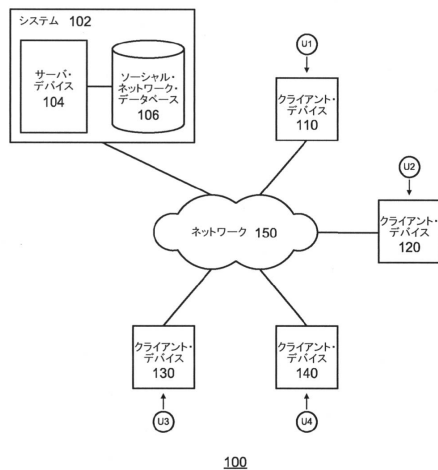 システム 102
サーバ・
デバイス
104
ソーシャル・
ネットワーク・
データベース
106
U1
クライアント・
デバイス
110
U2
クライアント・
デバイス
120
ネットワーク 150
クライアント・
デバイス
130
クライアント・
デバイス
140
U3
U4
100